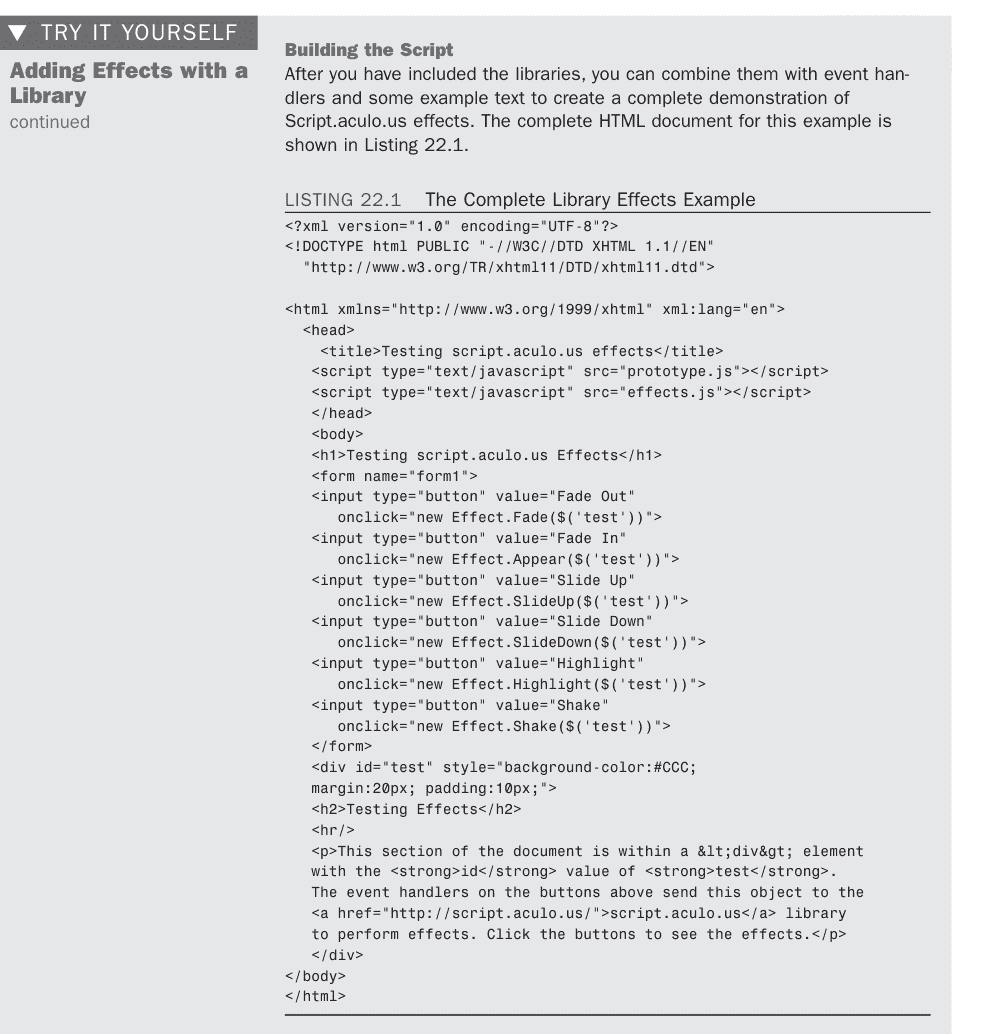 ▼ TRY IT YOURSELF
Adding Effects with a
Library
continued
Building the Script
After you have included the libraries, you can combine them with event han-
dlers and some example text to create a complete demonstration of
Script.aculo.us effects. The complete HTML document for this example is
shown in Listing 22.1.
LISTING 22.1 The Complete Library Effects Example
<?xml version="1.0" encoding="UTF-8"?>
<!DOCTYPE html PUBLIC "-//W3C//DTD XHTML 1.1//EN"
  "http://www.w3.org/TR/xhtml11/DTD/xhtml11.dtd">
<html xmlns="http://www.w3.org/1999/xhtml" xml:lang="en">
  <head>
    <title>Testing script.aculo.us effects</title>
   <script type="text/javascript" src="prototype.js"></script>
   <script type="text/javascript" src="effects.js"></script>
   </head>
   <body>
   <h1>Testing script.aculo.us Effects</h1>
   <form name="form1">
   <input type="button" value="Fade Out"
      onclick="new Effect.Fade($('test'))">
   <input type="button" value="Fade In"
      onclick="new Effect.Appear($('test'))">
   <input type="button" value="Slide Up"
      onclick="new Effect.SlideUp($('test'))">
   <input type="button" value="Slide Down"
      onclick="new Effect.SlideDown($('test'))">
   <input type="button" value="Highlight"
      onclick="new Effect.Highlight($('test'))">
   <input type="button" value="Shake"
      onclick="new Effect.Shake($('test'))">
   </form>
   <div id="test" style="background-color:#CCC;
   margin:20px; padding:10px;">
   <h2>Testing Effects</h2>
   <hr/>
   <p>This section of the document is within a &lt;div&gt; element
   with the <strong>id</strong> value of <strong>test</strong>.
   The event handlers on the buttons above send this object to the
   <a href="http://script.aculo.us/">script.aculo.us</a> library
   to perform effects. Click the buttons to see the effects.</p>
   </div>
</body>
</html>